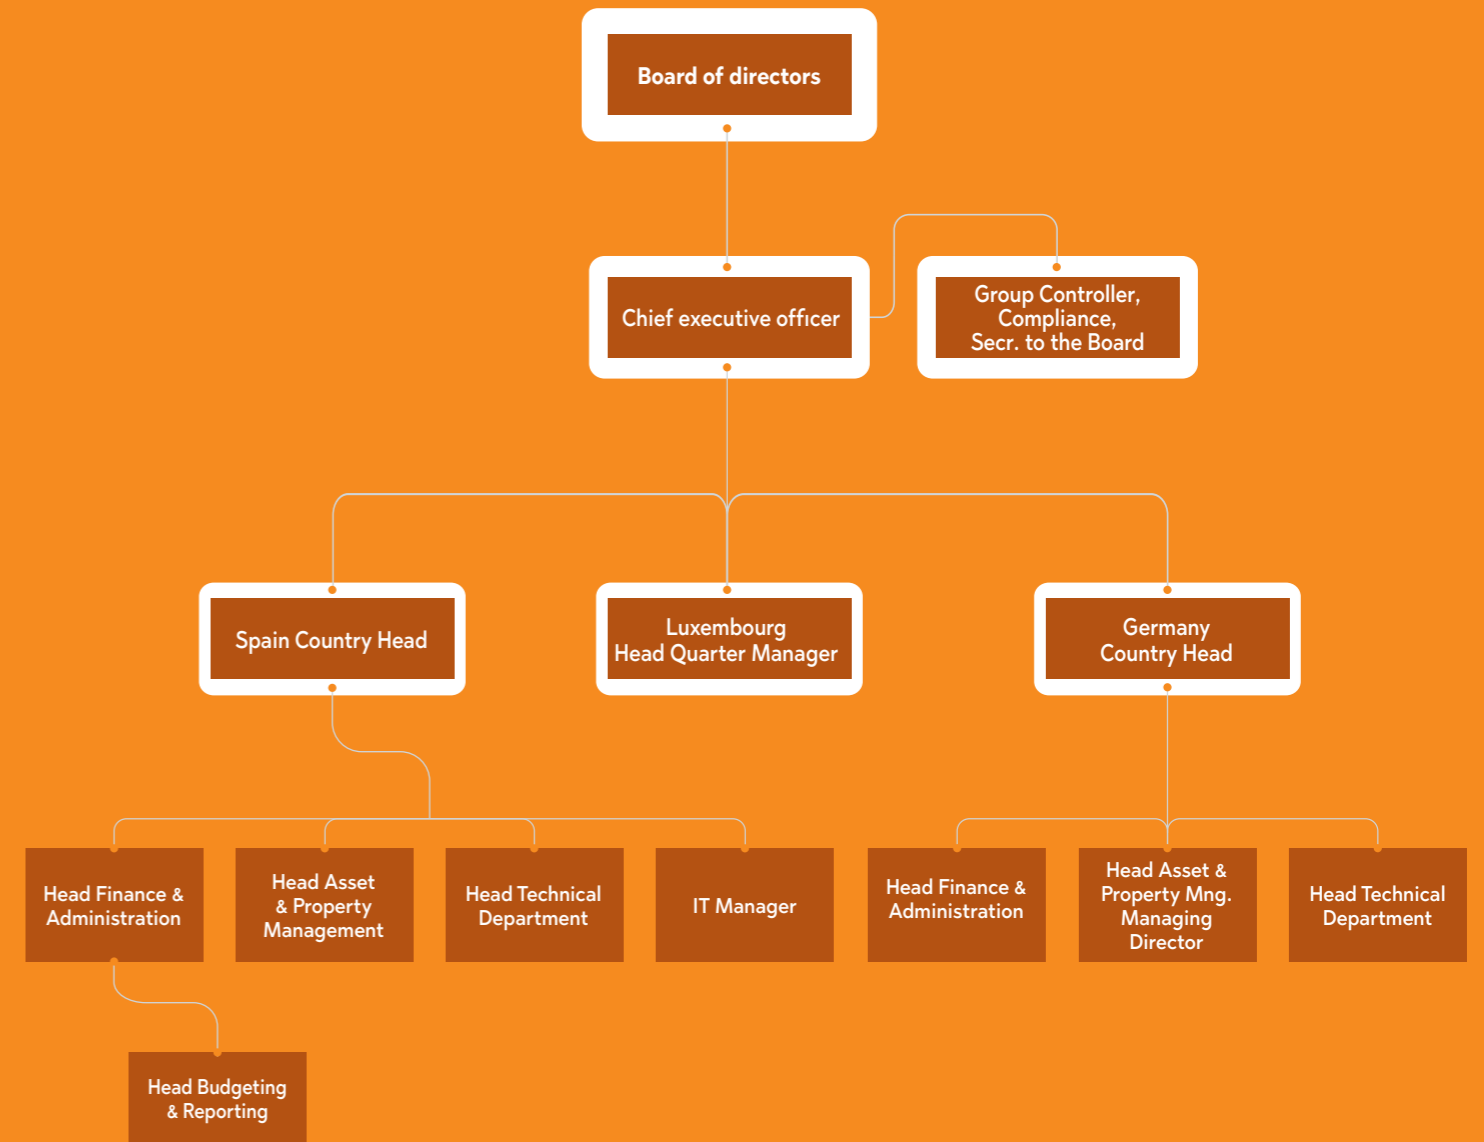 Board of directors
Chief executive officer
Group Controller,
Compliance,
Secr. to the Board
Spain Country Head
Luxembourg
Head Quarter Manager
Germany
Country Head
Head Finance &
Administration
Head Asset
& Property
Management
Head Technical
Department
IT Manager
Head Finance &
Administration
Head Asset &
Property Mng.
Managing
Director
Head Technical
Department
Head Budgeting
& Reporting